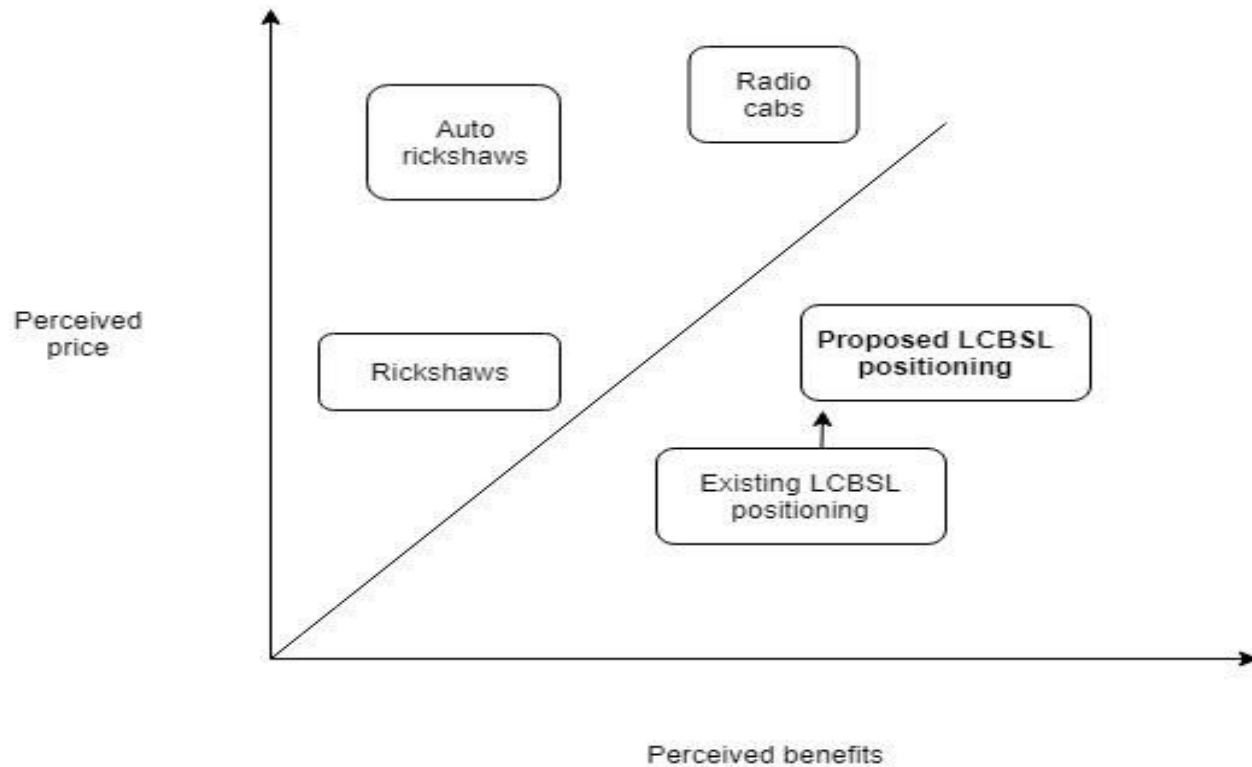 Radio
cabs
Auto
rickshaws
Perceived
price
Rickshaws
Proposed LCBSL
positioning
Existing LCBSL
positioning
Perceived benefits